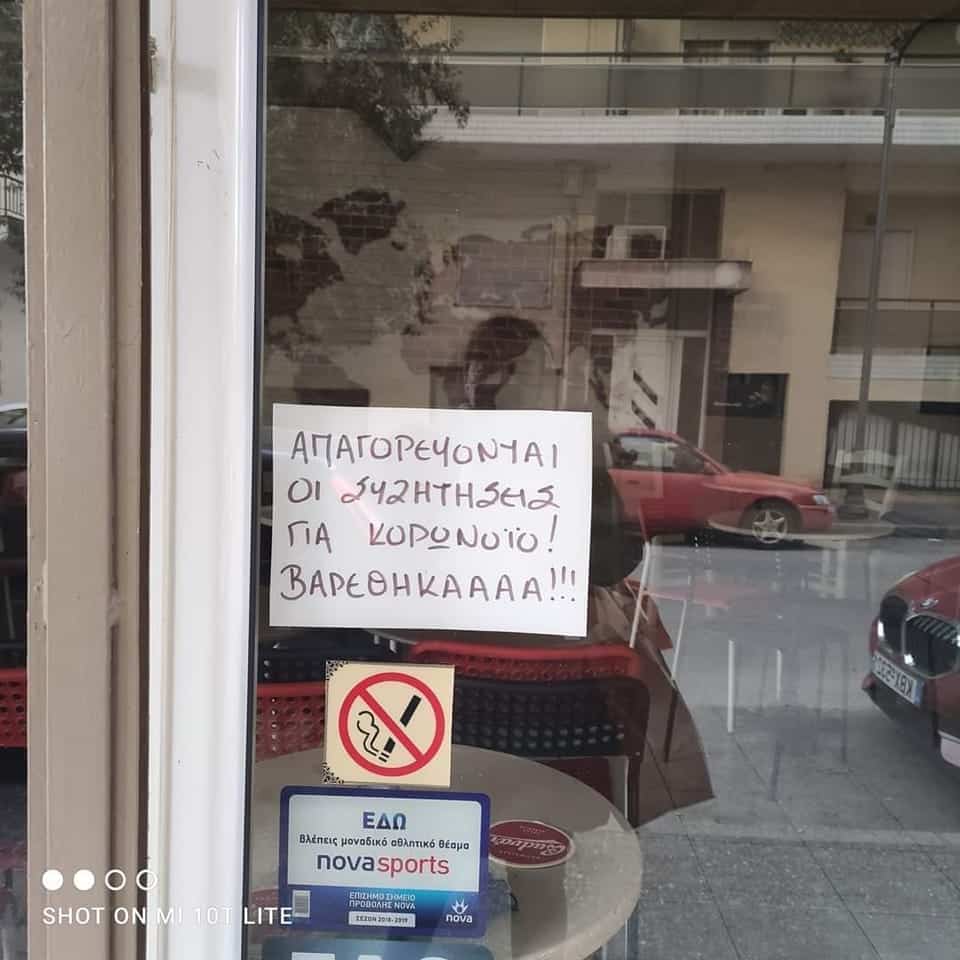 ΑΠΑΓΟΡΕΥΟΝΤΑΙ
ΟΙ ΣΥΖΗΤΗΣΕΙΣ
ΓΙΑ ΚΟΡΩΝΟΪΟ!
ΒΑΡΕΘΗΚΑΑΑΑ!!!
ΕΔΩ
βλέπεις μοναδικό αθλητικό θέαμα
novasports
ΕΠΙΣΗΜΟ ΣΗΜΕΙΟ
ΠΡΟΒΟΛΗΣ NOVA
ΣΕΖΟΝ 2018-2019
nova
SHOT ON MI 10T LITE